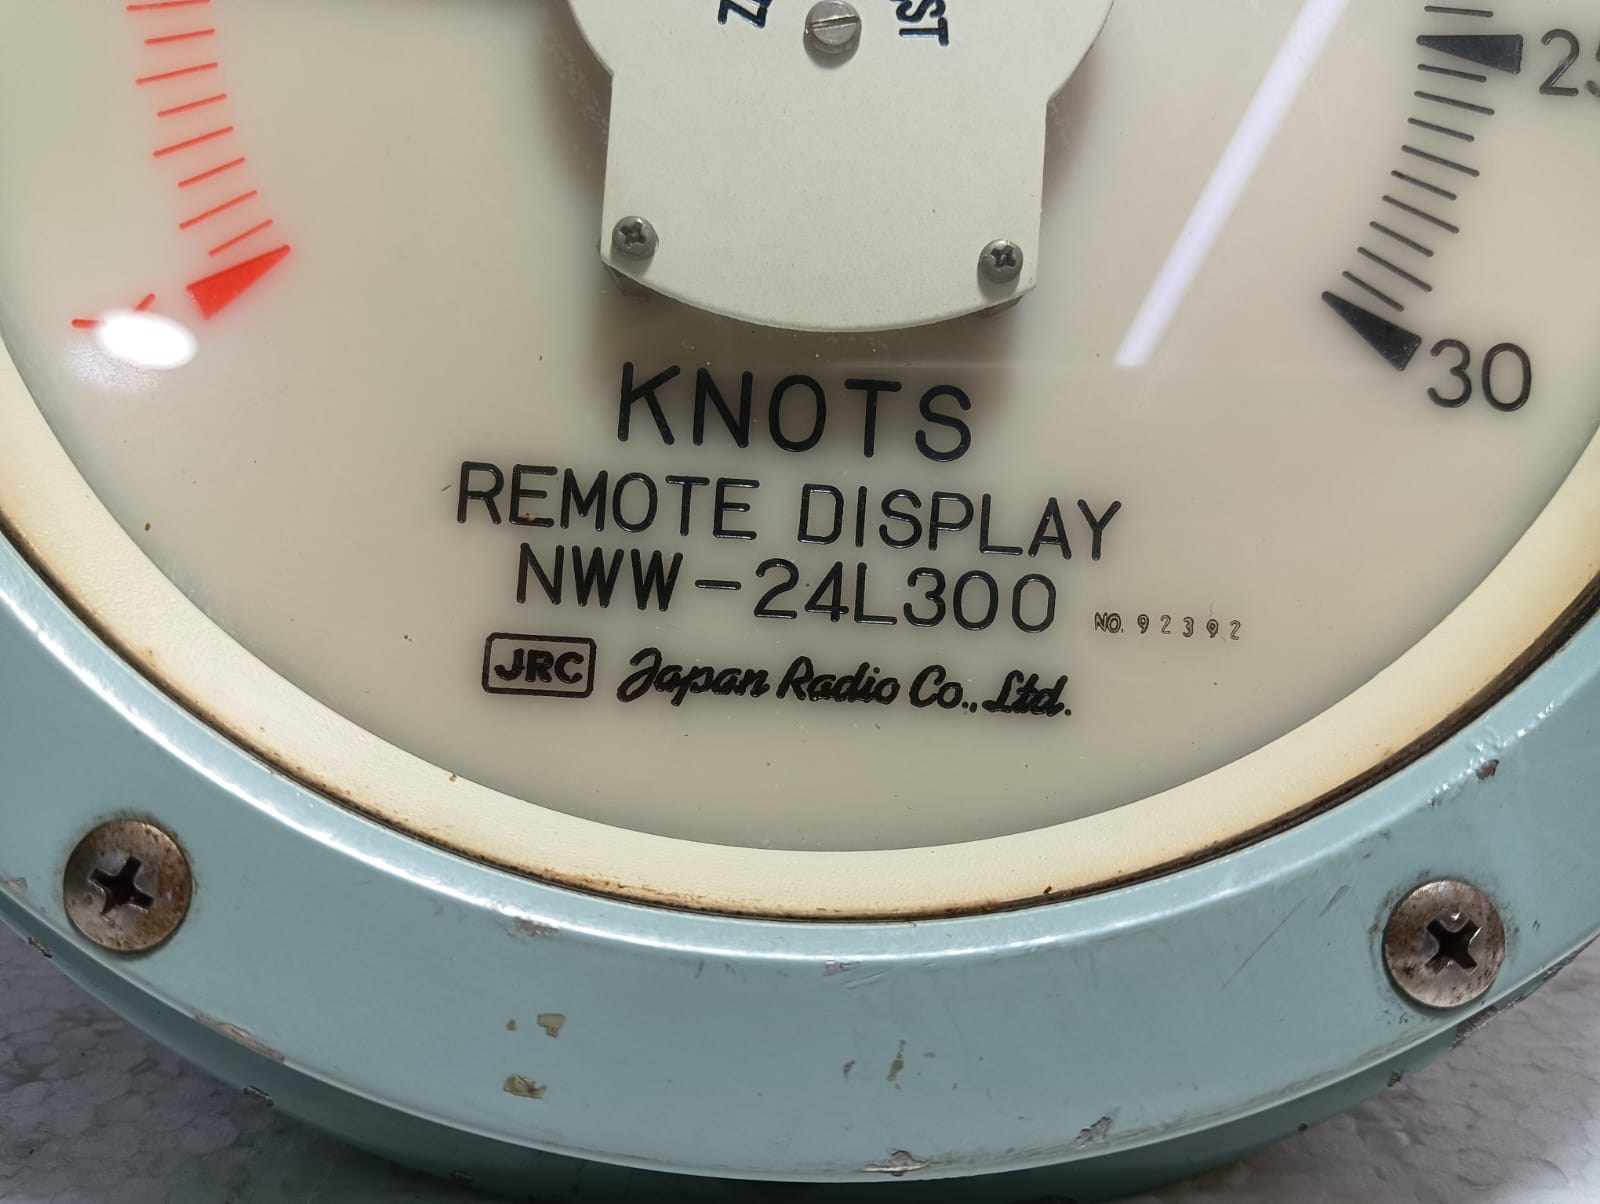 25
30
KNOTS
REMOTE DISPLAY
NWW-24L300 NO. 92392
JRC Japan Radio Co., Ltd.